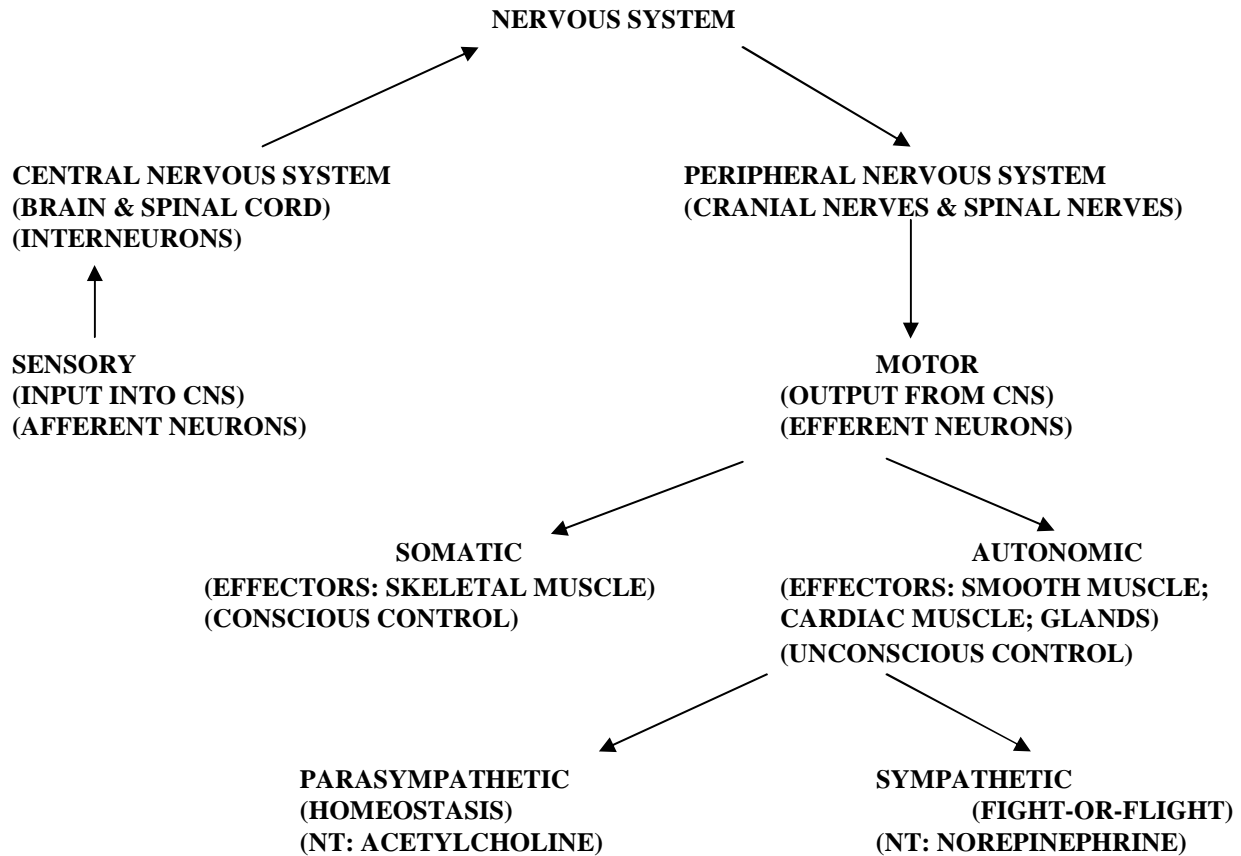 NERVOUS SYSTEM
CENTRAL NERVOUS SYSTEM
(BRAIN & SPINAL CORD)
(INTERNEURONS)
PERIPHERAL NERVOUS SYSTEM
(CRANIAL NERVES & SPINAL NERVES)
SENSORY
(INPUT INTO CNS)
(AFFERENT NEURONS)
MOTOR
(OUTPUT FROM CNS)
(EFFERENT NEURONS)
SOMATIC
(EFFECTORS: SKELETAL MUSCLE)
(CONSCIOUS CONTROL)
AUTONOMIC
(EFFECTORS: SMOOTH MUSCLE;
CARDIAC MUSCLE; GLANDS)
(UNCONSCIOUS CONTROL)
PARASYMPATHETIC
(HOMEOSTASIS)
(NT: ACETYLCHOLINE)
SYMPATHETIC
(FIGHT-OR-FLIGHT)
(NT: NOREPINEPHRINE)